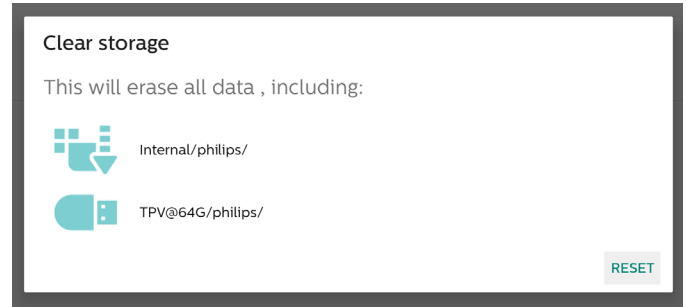 Clear storage
This will erase all data , including:
Internal/philips/
TPV@64G/philips/
RESET